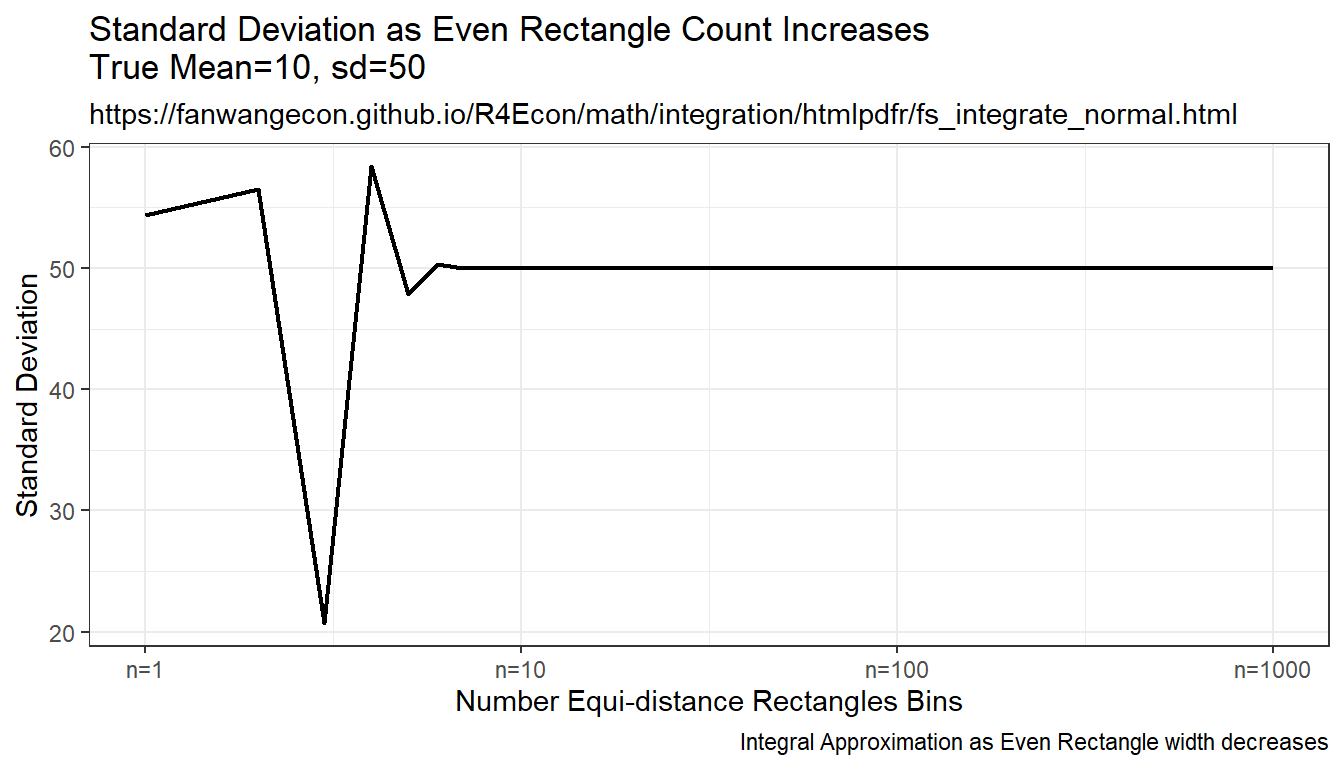 Standard Deviation as Even Rectangle Count Increases
True Mean=10, sd=50
https://fanwangecon.github.io/R4Econ/math/integration/htmlpdfr/fs_integrate_normal.html
60
50
40
30
20
Standard Deviation
n=1 n=10 n=100 n=1000
Number Equi-distance Rectangles Bins
Integral Approximation as Even Rectangle width decreases